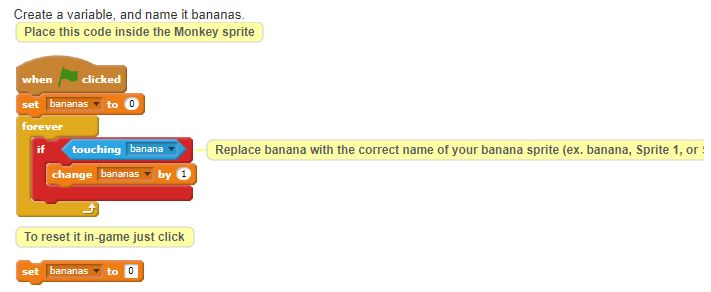 Create a variable, and name it bananas.
Place this code inside the Monkey sprite
when clicked
set bananas to 0
forever
if touching banana Replace banana with the correct name of your banana sprite (ex. banana, Sprite 1, or
change bananas by 1
To reset it in-game just click
set bananas to 0